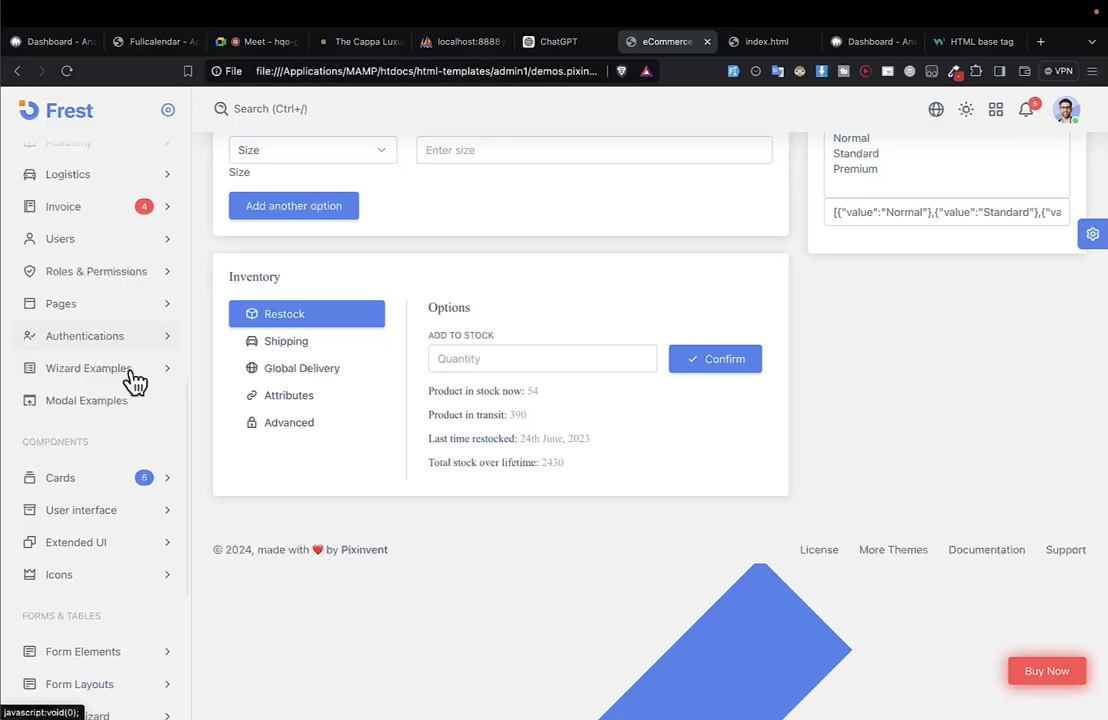 Dashboard - Ana
Fullcalendar - Ap
Meet - hqo-
The Cappa Luxu
localhost:8888
ChatGPT
eCommerce
index.html
Dashboard - Ana
HTML base tag
File
file:///Applications/MAMP/htdocs/html-templates/admin1/demos.pixin...
VPN
Frest
Search (Ctrl+/)
5
Academy
Logistics
Invoice
4
Users
Roles & Permissions
Pages
Authentications
Wizard Examples
Modal Examples
COMPONENTS
Cards
5
User interface
Extended UI
Icons
FORMS & TABLES
Form Elements
Form Layouts
javascript:void(0);
Size
Enter size
Size
Add another option
Normal
Standard
Premium
[{"value":"Normal"},{"value":"Standard"},{"va
Inventory
Restock
Shipping
Global Delivery
Attributes
Advanced
Options
ADD TO STOCK
Quantity
Confirm
Product in stock now: 54
Product in transit: 390
Last time restocked: 24th June, 2023
Total stock over lifetime: 2430
© 2024, made with ❤️ by Pixinvent
License
More Themes
Documentation
Support
Buy Now